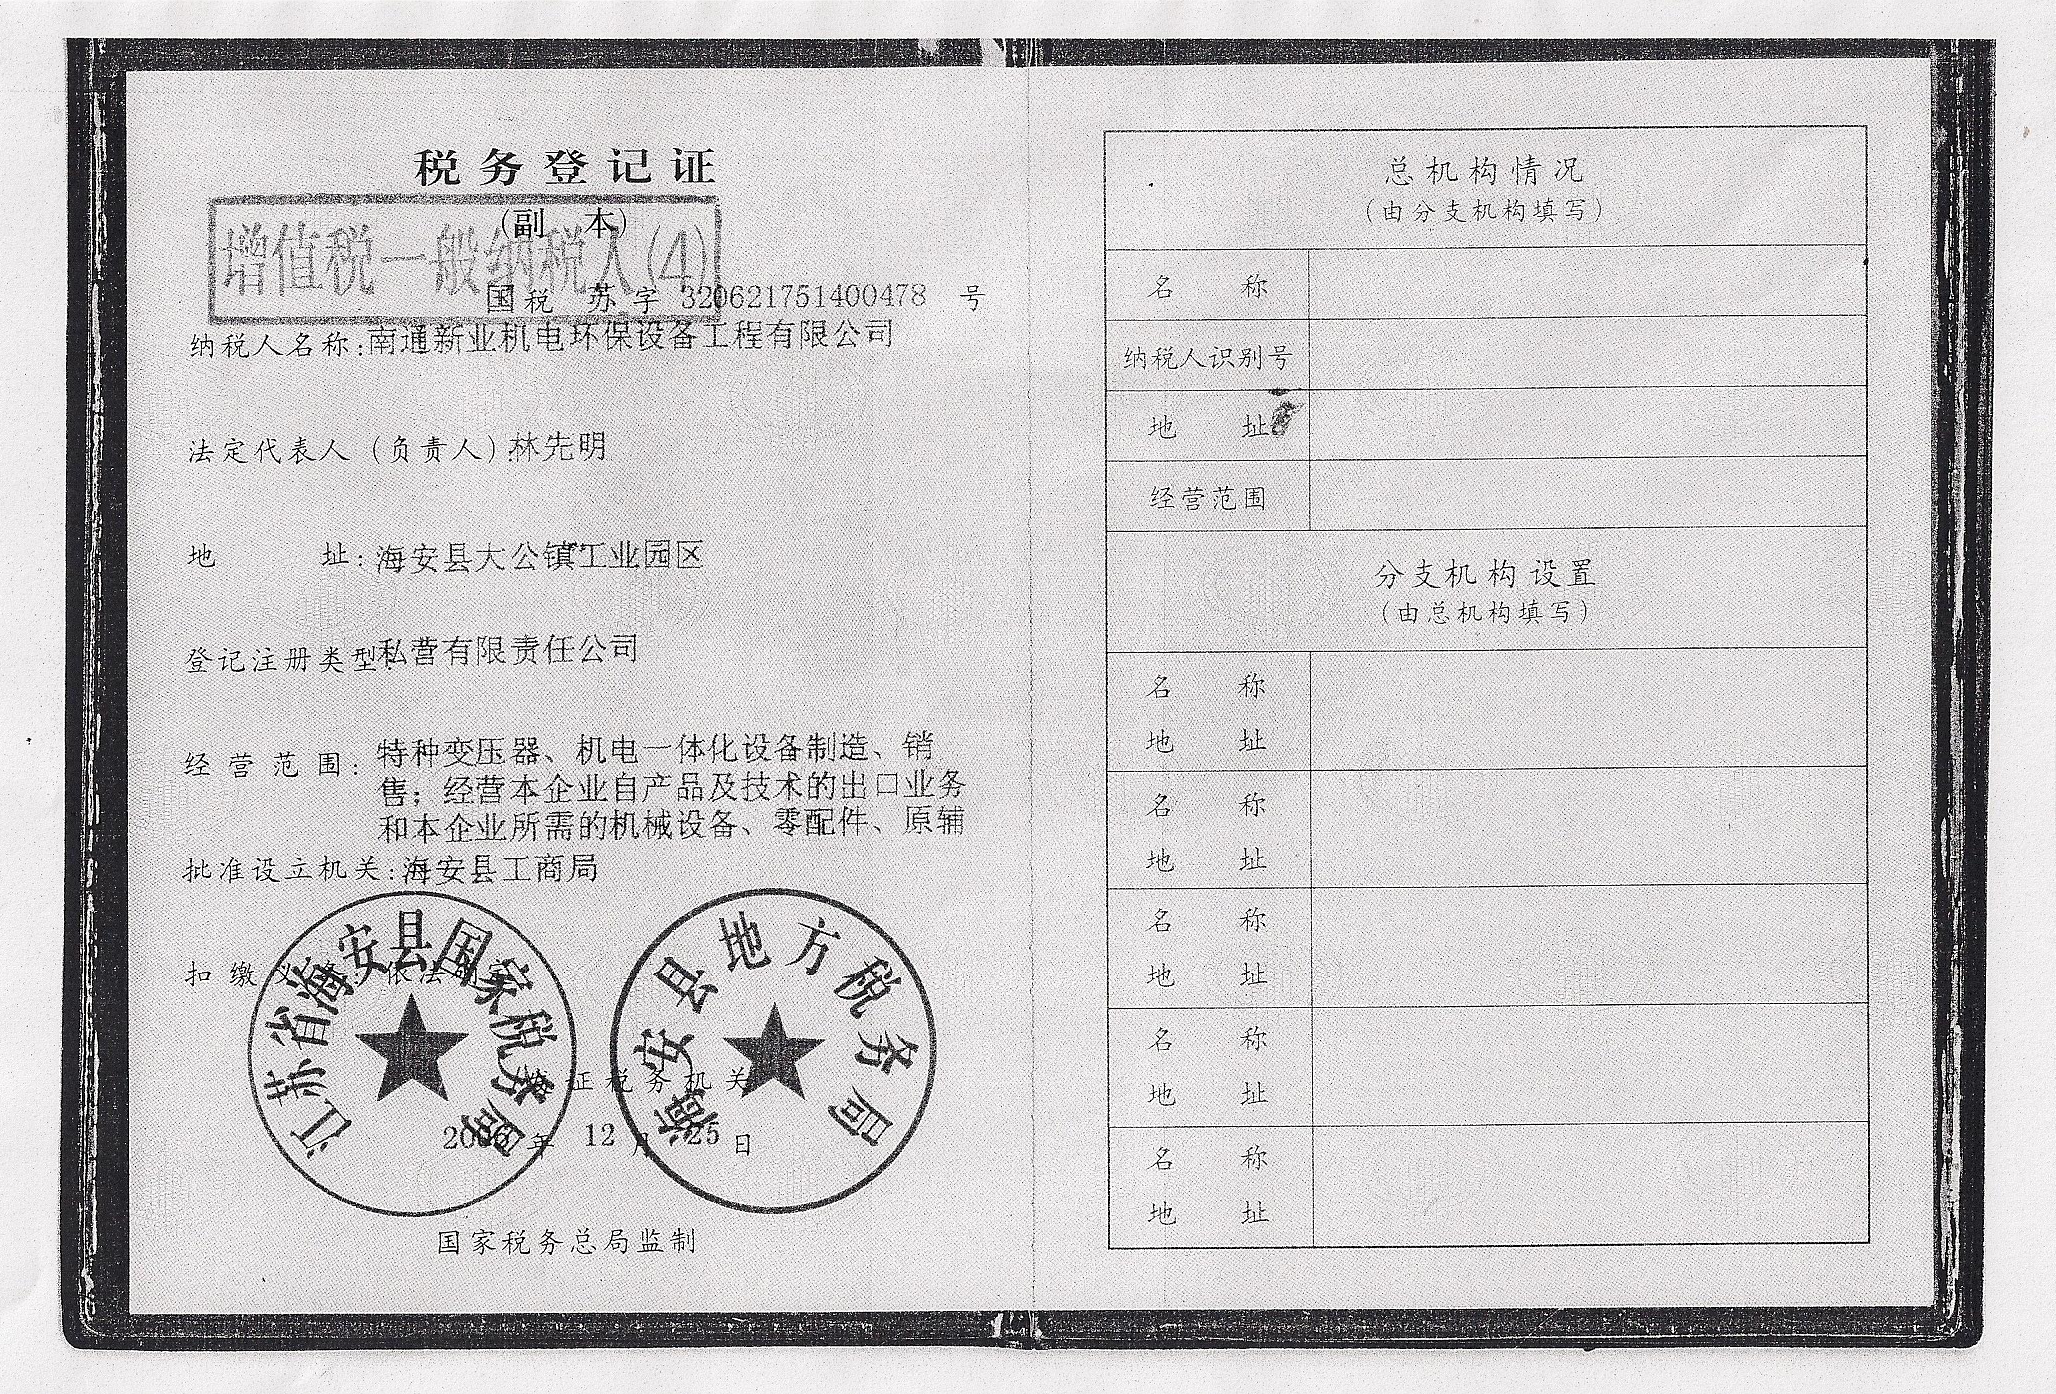 税务登记证
(副 本)
增值税一般纳税人(4)
国税 苏字 320621751400478 号
纳税人名称:南通新业机电环保设备工程有限公司
法定代表人(负责人):林先明
地 址:海安县大公镇工业园区
登记注册类型:私营有限责任公司
经营范围:特种变压器、机电一体化设备制造、销
售；经营本企业自产品及技术的出口业务
和本企业所需的机械设备、零配件、原辅
批准设立机关:海安县工商局
扣缴义务:依法确定
江苏省海安县国家税务局
海安县地方税务局
发证税务机关
2006 年 12 月 25 日
国家税务总局监制
总机构情况
(由分支机构填写)
名 称
纳税人识别号
地 址
经营范围
分支机构设置
(由总机构填写)
名 称
地 址
名 称
地 址
名 称
地 址
名 称
地 址
名 称
地 址